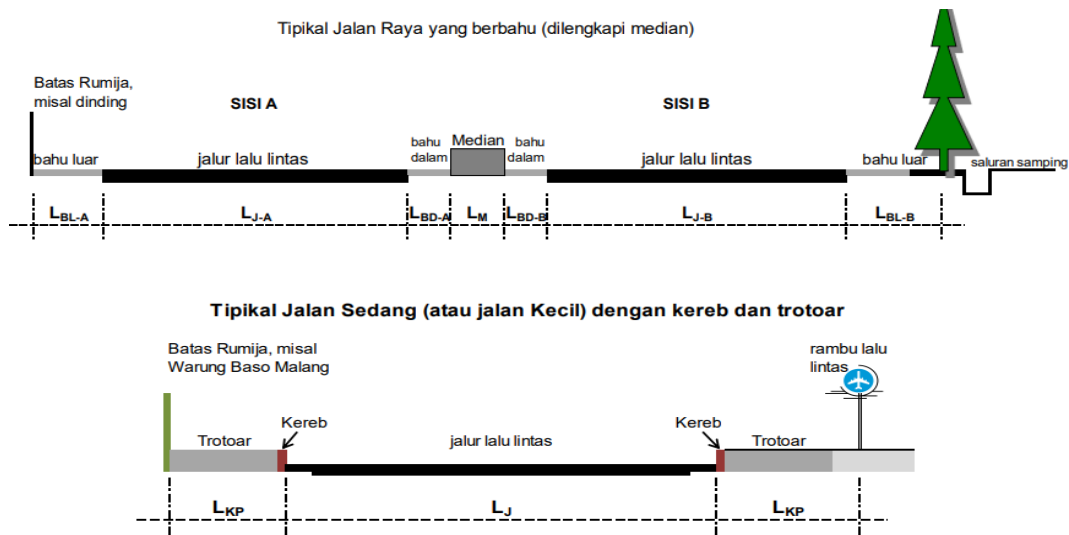 Tipikal Jalan Raya yang berbahu (dilengkapi median)
Batas Rumija,
misal dinding
SISI A
SISI B
bahu luar
jalur lalu lintas
bahu
dalam
Median
bahu
dalam
jalur lalu lintas
bahu luar
saluran samping
LBL-A
LJ-A
LBD-A
LM
LBD-B
LJ-B
LBL-B
Tipikal Jalan Sedang (atau jalan Kecil) dengan kereb dan trotoar
Batas Rumija, misal
Warung Baso Malang
rambu lalu
lintas
Kereb
Kereb
Trotoar
jalur lalu lintas
Trotoar
LKP
LJ
LKP